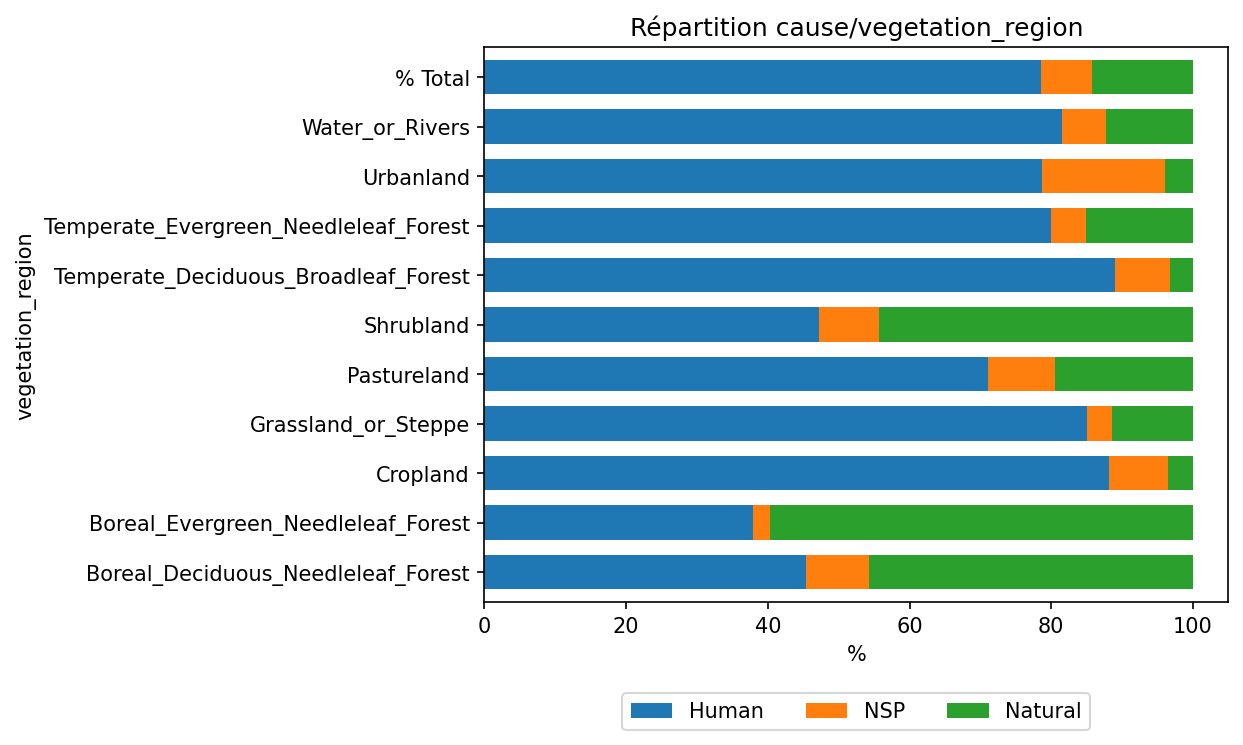 Répartition cause/vegetation_region
% Total
Water_or_Rivers
Urbanland
Temperate_Evergreen_Needleleaf_Forest
Temperate_Deciduous_Broadleaf_Forest
Shrubland
Pastureland
Grassland_or_Steppe
Cropland
Boreal_Evergreen_Needleleaf_Forest
Boreal_Deciduous_Needleleaf_Forest
vegetation_region
0 20 40 60 80 100
%
Human NSP Natural